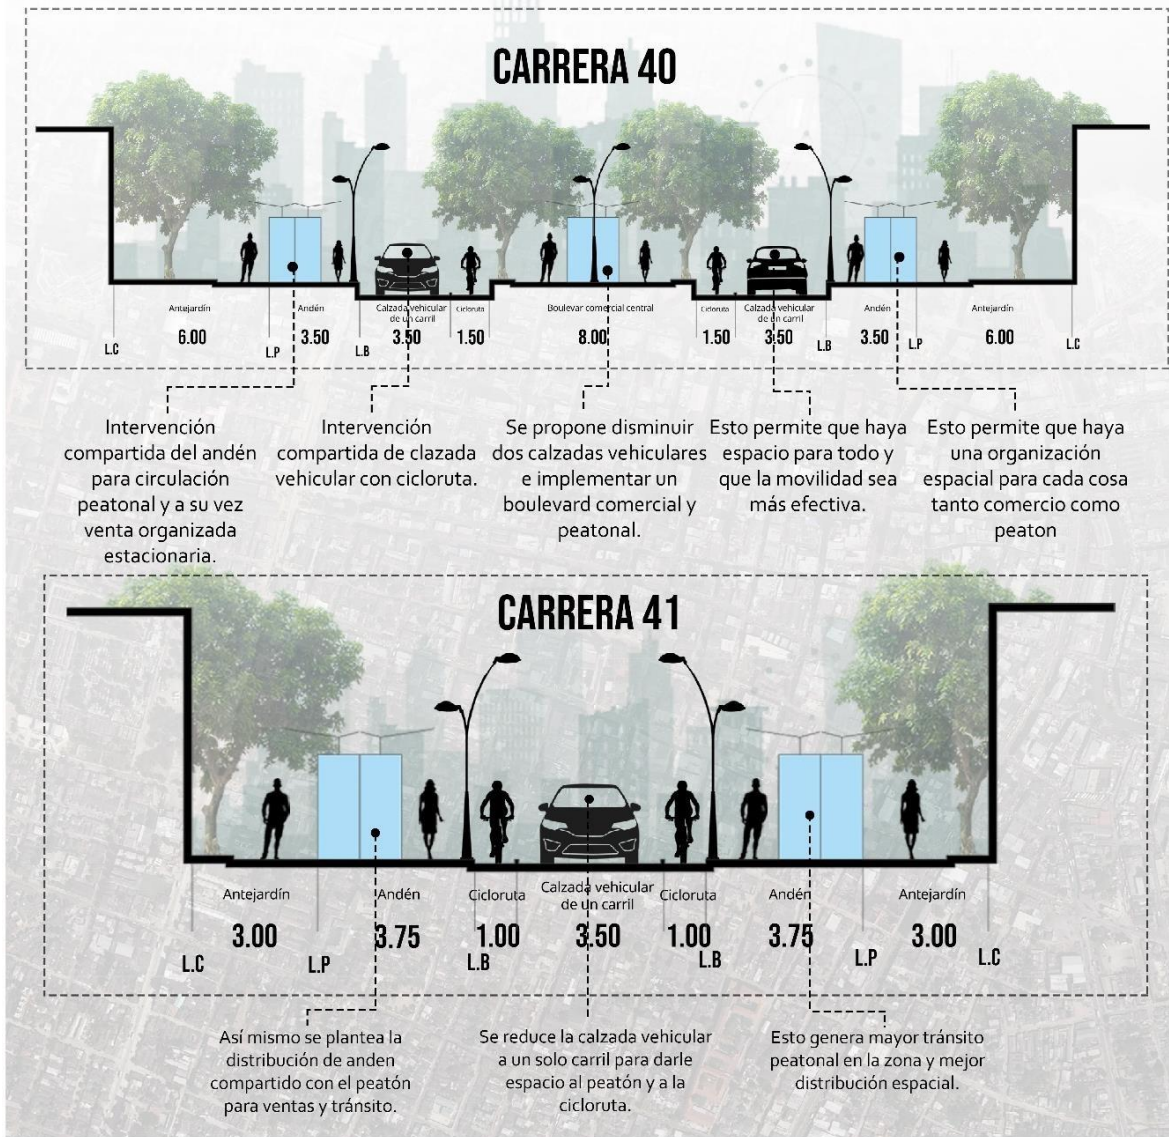 CARRERA 40
Antejardín
Andén
Calzada vehicular
de un carril
Cicloruta
Boulevar comercial central
Cicloruta
Calzada vehicular
de un carril
Andén
Antejardín
6.00
3.50
3.50
1.50
8.00
1.50
3.50
3.50
6.00
L.C
L.P
L.B
L.B
L.P
L.C
Intervención
compartida del andén
para circulación
peatonal y a su vez
venta organizada
estacionaria.
Intervención
compartida de clazada
vehicular con cicloruta.
Se propone disminuir
dos calzadas vehiculares
e implementar un
boulevard comercial y
peatonal.
Esto permite que haya
espacio para todo y
que la movilidad sea
más efectiva.
Esto permite que haya
una organización
espacial para cada cosa
tanto comercio como
peaton
CARRERA 41
Antejardín
Andén
Cicloruta
Calzada vehicular
de un carril
Cicloruta
Andén
Antejardín
3.00
3.75
1.00
3.50
1.00
3.75
3.00
L.C
L.P
L.B
L.B
L.P
L.C
Así mismo se plantea la
distribución de anden
compartido con el peatón
para ventas y tránsito.
Se reduce la calzada vehicular
a un solo carril para darle
espacio al peatón y a la
cicloruta.
Esto genera mayor tránsito
peatonal en la zona y mejor
distribución espacial.